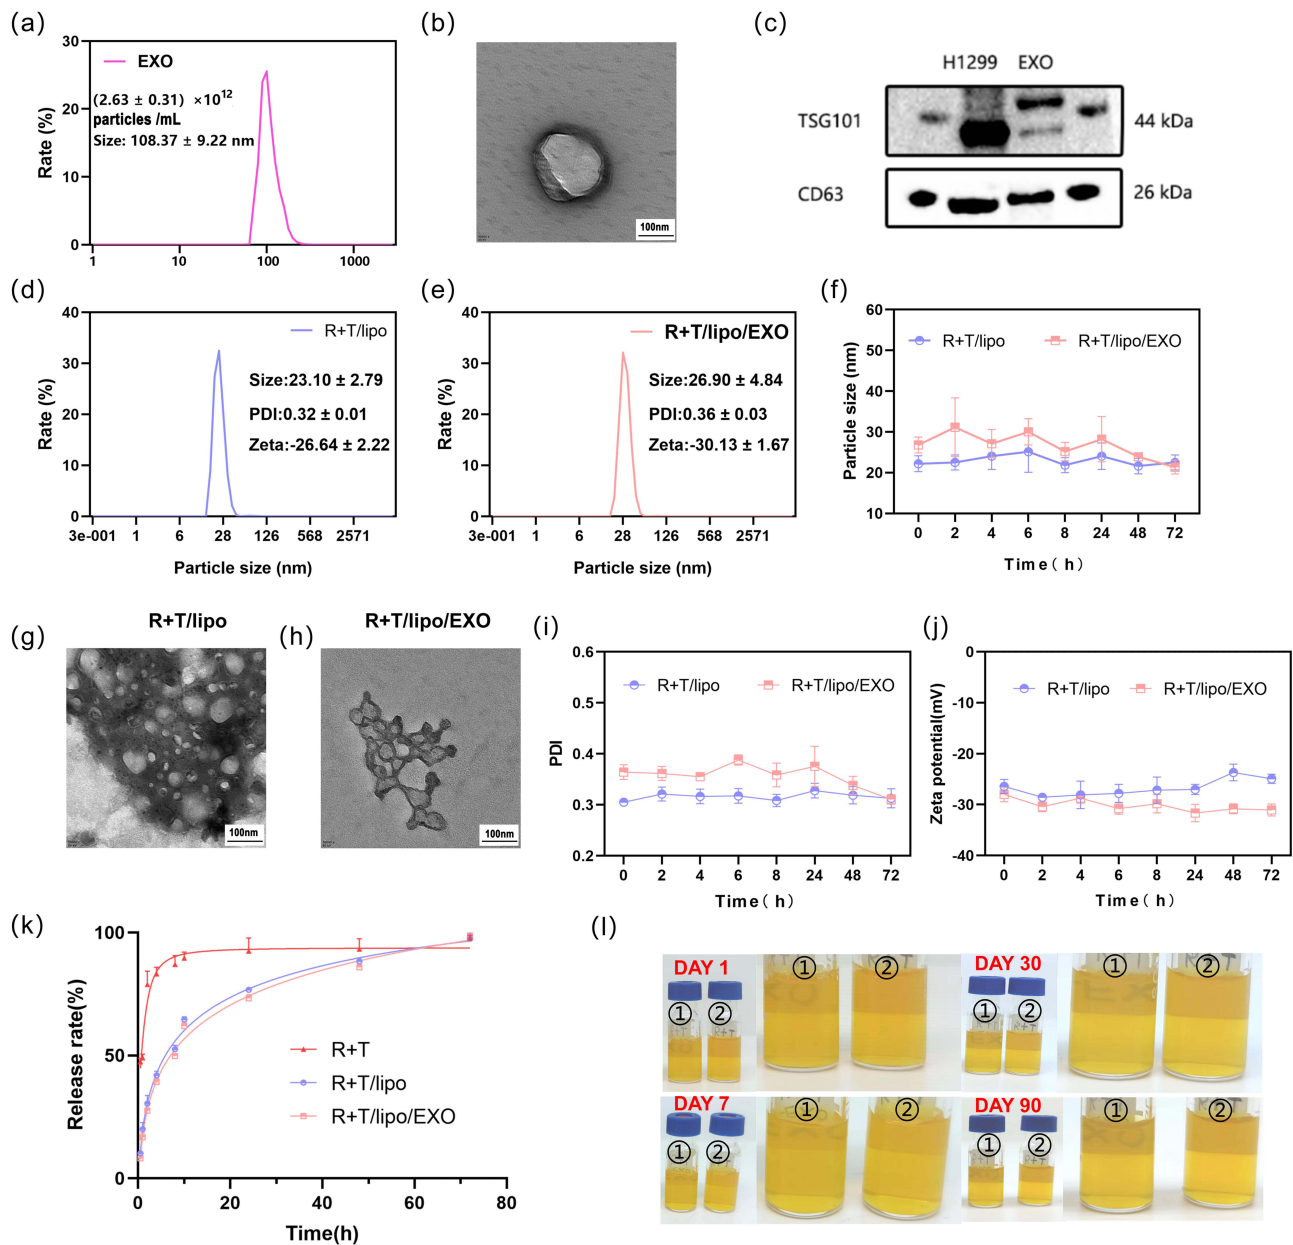 (a)
30
20
10
0
Rate (%)
EXO
(2.63 ± 0.31) ×10¹²
particles /mL
Size: 108.37 ± 9.22 nm
1 10 100 1000
(b)
100nm
(c)
H1299 EXO
TSG101 44 kDa
CD63 26 kDa
(d)
40
30
20
10
0
Rate (%)
R+T/lipo
Size:23.10 ± 2.79
PDI:0.32 ± 0.01
Zeta:-26.64 ± 2.22
3e-001 1 6 28 126 568 2571
Particle size (nm)
(e)
40
30
20
10
0
Rate (%)
R+T/lipo/EXO
Size:26.90 ± 4.84
PDI:0.36 ± 0.03
Zeta:-30.13 ± 1.67
3e-001 1 6 28 126 568 2571
Particle size (nm)
(f)
60
50
40
30
20
10
Particle size (nm)
R+T/lipo R+T/lipo/EXO
0 2 4 6 8 24 48 72
Time( h)
(g)
R+T/lipo
100nm
(h)
R+T/lipo/EXO
100nm
(i)
0.6
0.5
0.4
0.3
0.2
PDI
R+T/lipo R+T/lipo/EXO
0 2 4 6 8 24 48 72
Time( h)
(j)
0
-10
-20
-30
-40
Zeta potential(mV)
R+T/lipo R+T/lipo/EXO
0 2 4 6 8 24 48 72
Time( h)
(k)
100
50
0
Release rate(%)
R+T
R+T/lipo
R+T/lipo/EXO
0 20 40 60 80
Time(h)
(l)
DAY 1
① ②
① ②
DAY 30
① ②
R+T
① ②
DAY 7
① ②
① ②
DAY 90
① ②
R+T
① ②